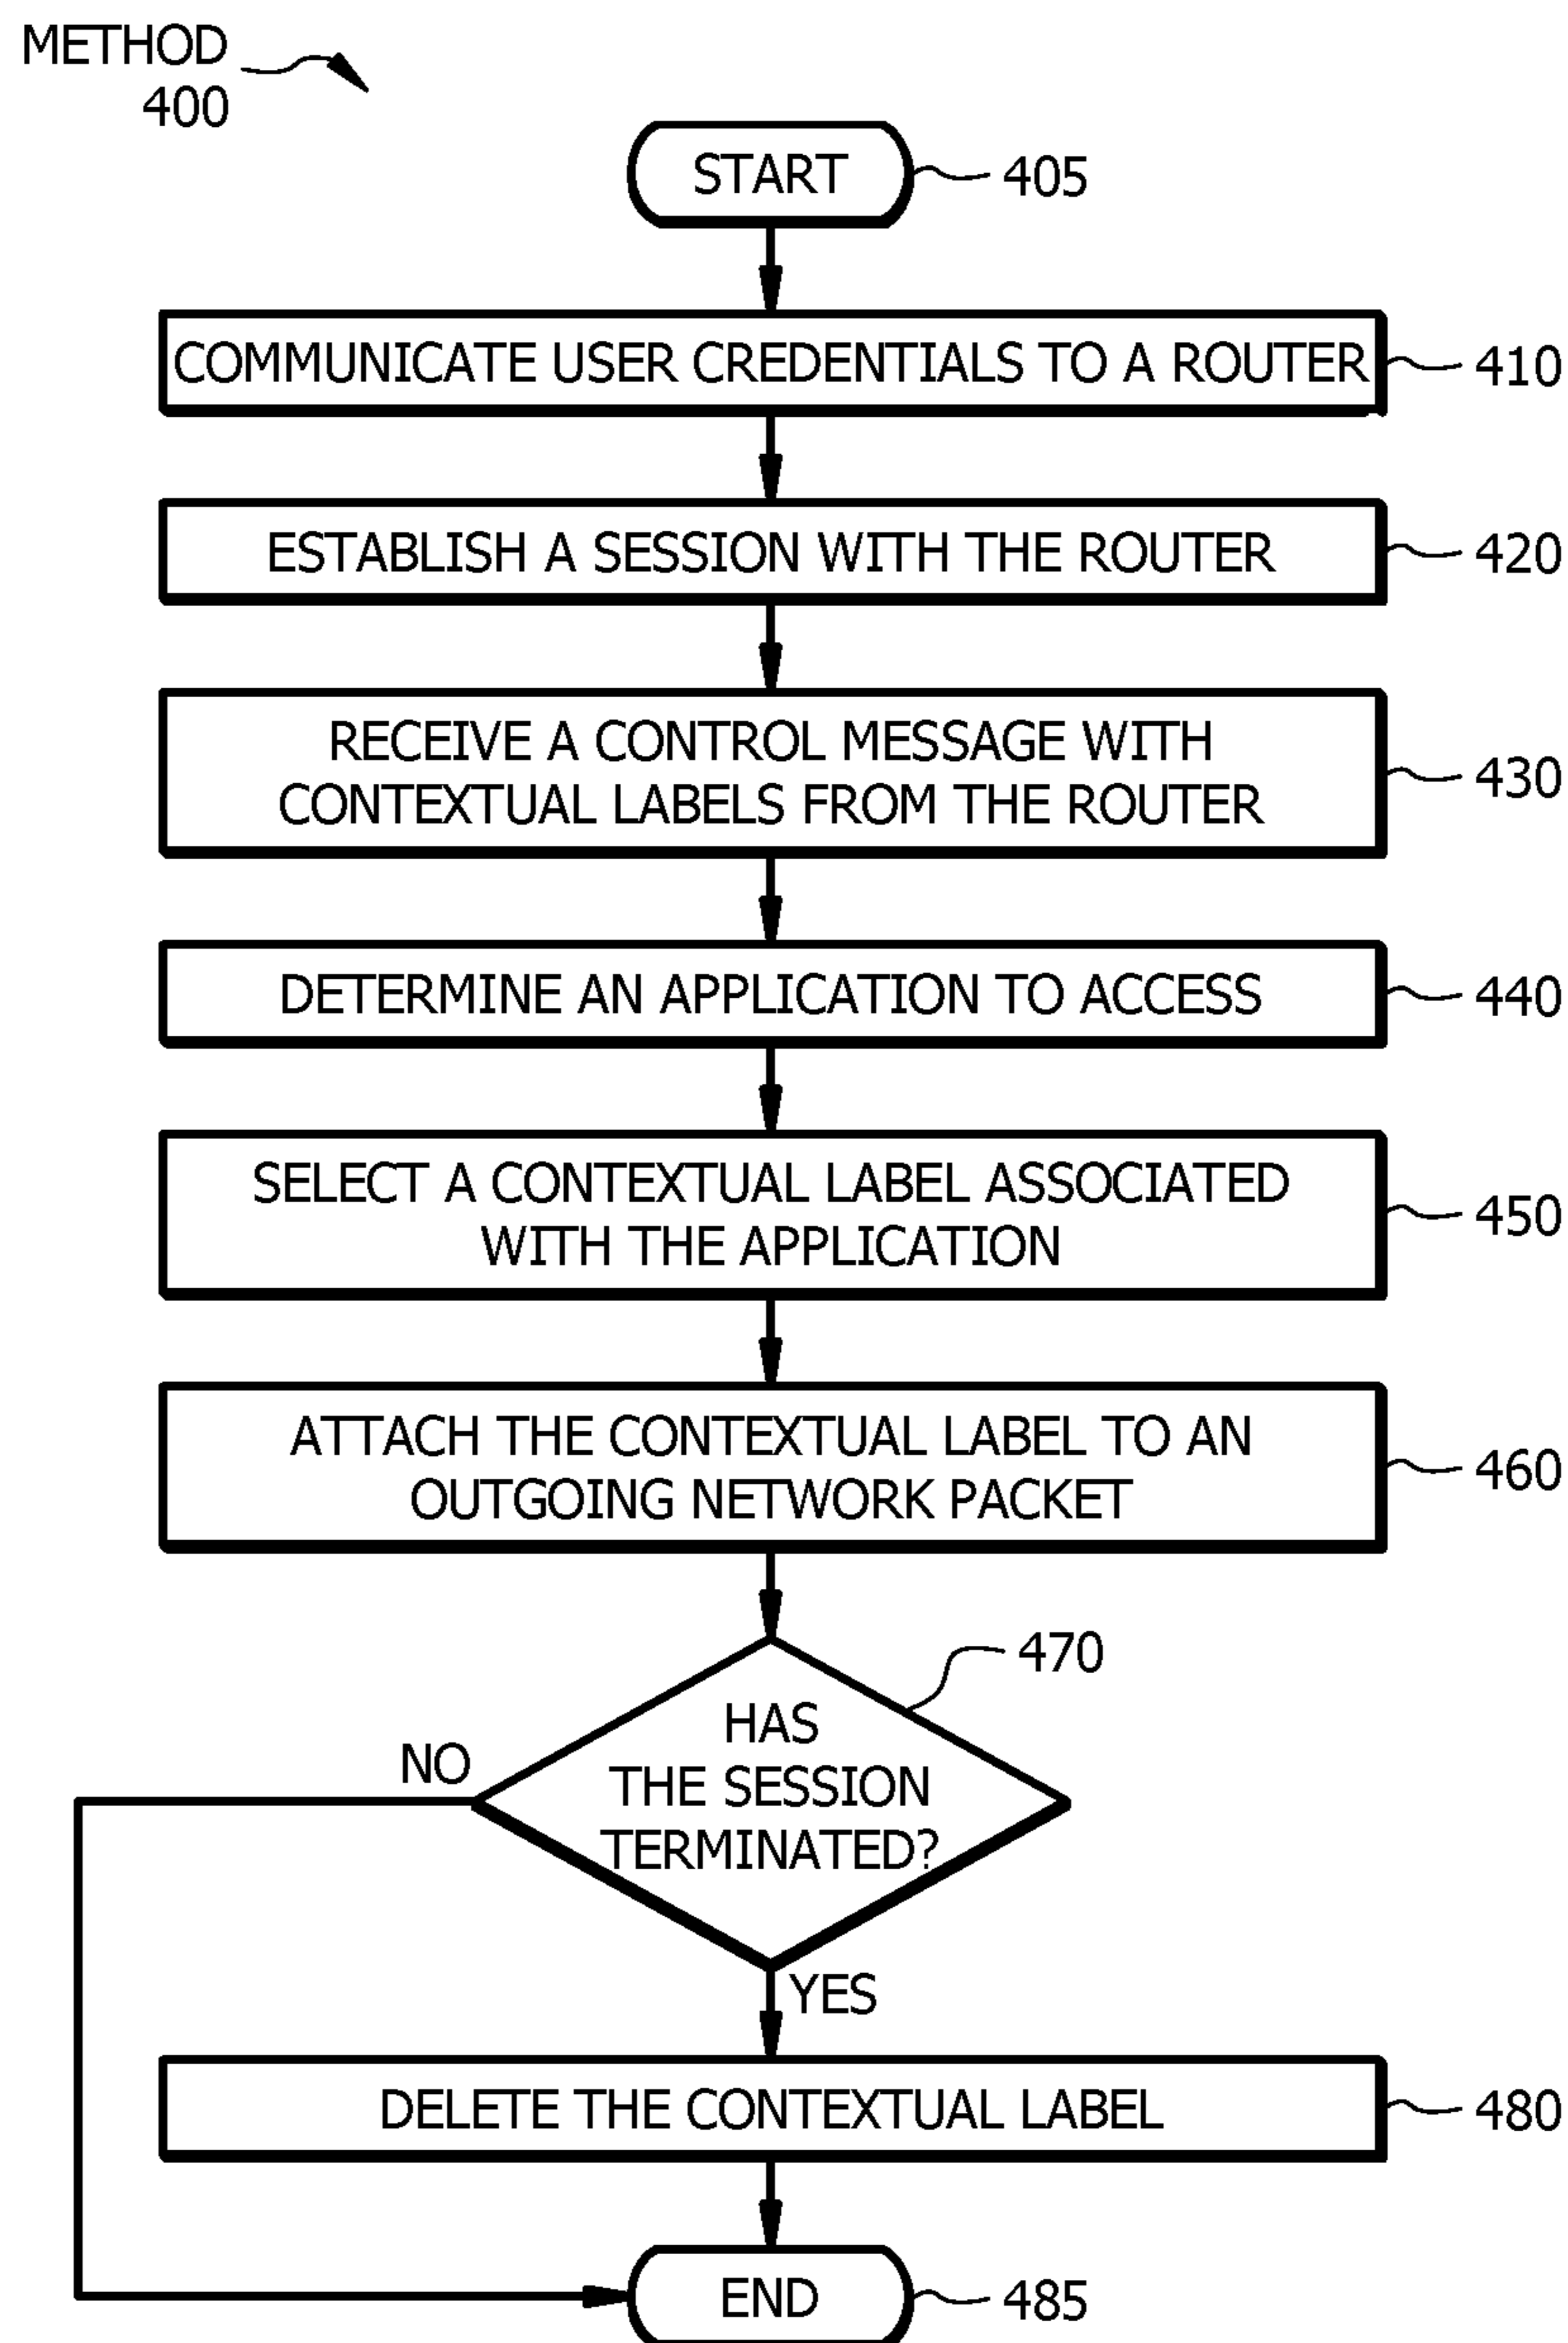 METHOD
400
START
405
COMMUNICATE USER CREDENTIALS TO A ROUTER
410
ESTABLISH A SESSION WITH THE ROUTER
420
RECEIVE A CONTROL MESSAGE WITH
CONTEXTUAL LABELS FROM THE ROUTER
430
DETERMINE AN APPLICATION TO ACCESS
440
SELECT A CONTEXTUAL LABEL ASSOCIATED
WITH THE APPLICATION
450
ATTACH THE CONTEXTUAL LABEL TO AN
OUTGOING NETWORK PACKET
460
470
HAS
THE SESSION
TERMINATED?
NO
YES
DELETE THE CONTEXTUAL LABEL
480
END
485